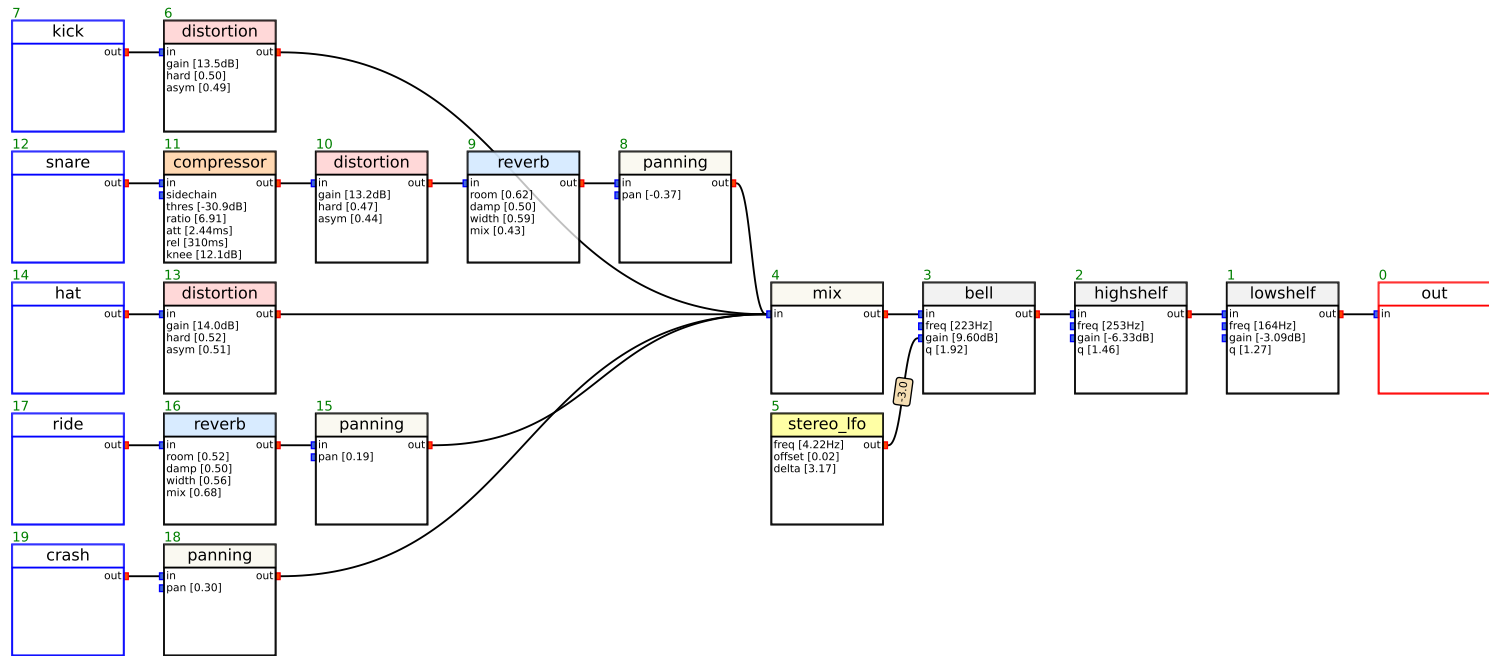 7
kick
out
6
distortion
in out
gain [13.5dB]
hard [0.50]
asym [0.49]
12
snare
out
11
compressor
in out
sidechain
thres [-30.9dB]
ratio [6.91]
att [2.44ms]
rel [310ms]
knee [12.1dB]
10
distortion
in out
gain [13.2dB]
hard [0.47]
asym [0.44]
9
reverb
in out
room [0.62]
damp [0.50]
width [0.59]
mix [0.43]
8
panning
in out
pan [-0.37]
14
hat
out
13
distortion
in out
gain [14.0dB]
hard [0.52]
asym [0.51]
4
mix
in out
3
bell
in out
freq [223Hz]
gain [9.60dB]
q [1.92]
2
highshelf
in out
freq [253Hz]
gain [-6.33dB]
q [1.46]
1
lowshelf
in out
freq [164Hz]
gain [-3.09dB]
q [1.27]
0
out
in
-3.0
17
ride
out
16
reverb
in out
room [0.52]
damp [0.50]
width [0.56]
mix [0.68]
15
panning
in out
pan [0.19]
5
stereo_lfo
freq [4.22Hz] out
offset [0.02]
delta [3.17]
19
crash
out
18
panning
in out
pan [0.30]